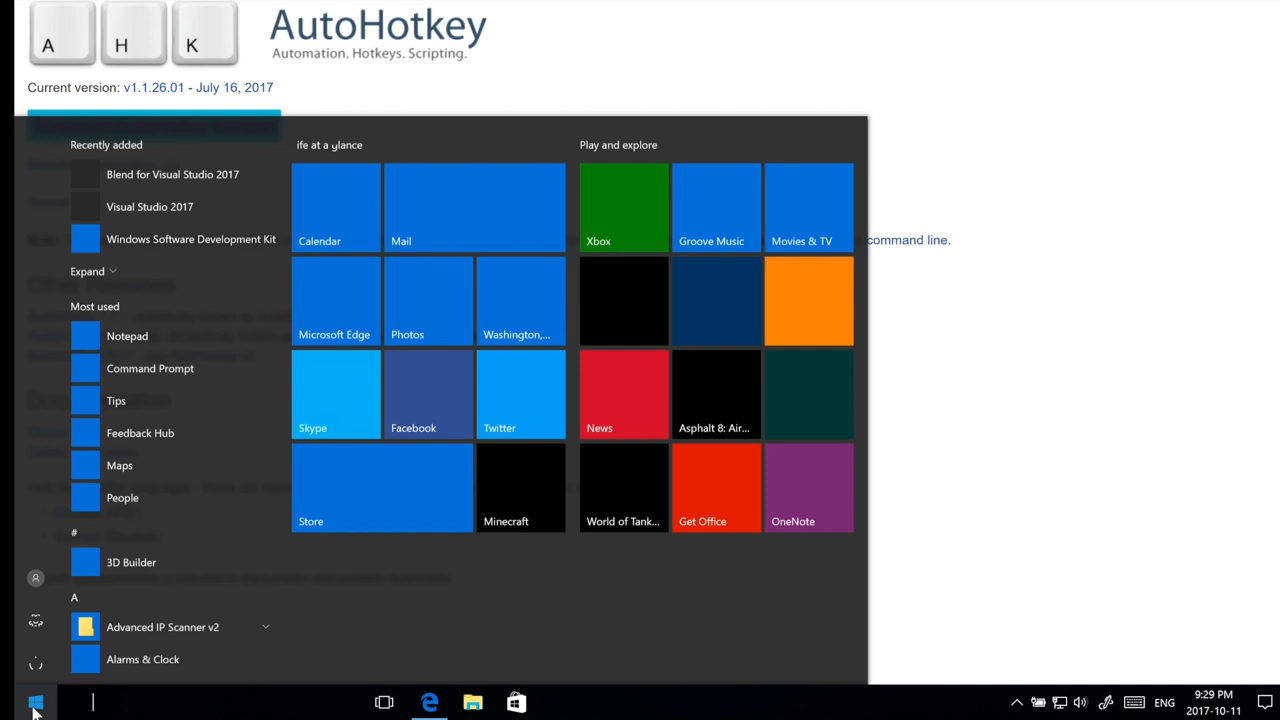 A H K
AutoHotkey
Automation. Hotkeys. Scripting.
Current version: v1.1.26.01 - July 16, 2017
Recently added
Blend for Visual Studio 2017
Visual Studio 2017
Windows Software Development Kit
Expand
Most used
Notepad
Command Prompt
Tips
Feedback Hub
Maps
People
#
3D Builder
A
Advanced IP Scanner v2
Alarms & Clock
ife at a glance
Calendar
Mail
Microsoft Edge
Photos
Washington,...
Skype
Facebook
Twitter
Store
Minecraft
Play and explore
Xbox
Groove Music
Movies & TV
News
Asphalt 8: Air...
World of Tank...
Get Office
OneNote
command line.
ENG
9:29 PM
2017-10-11